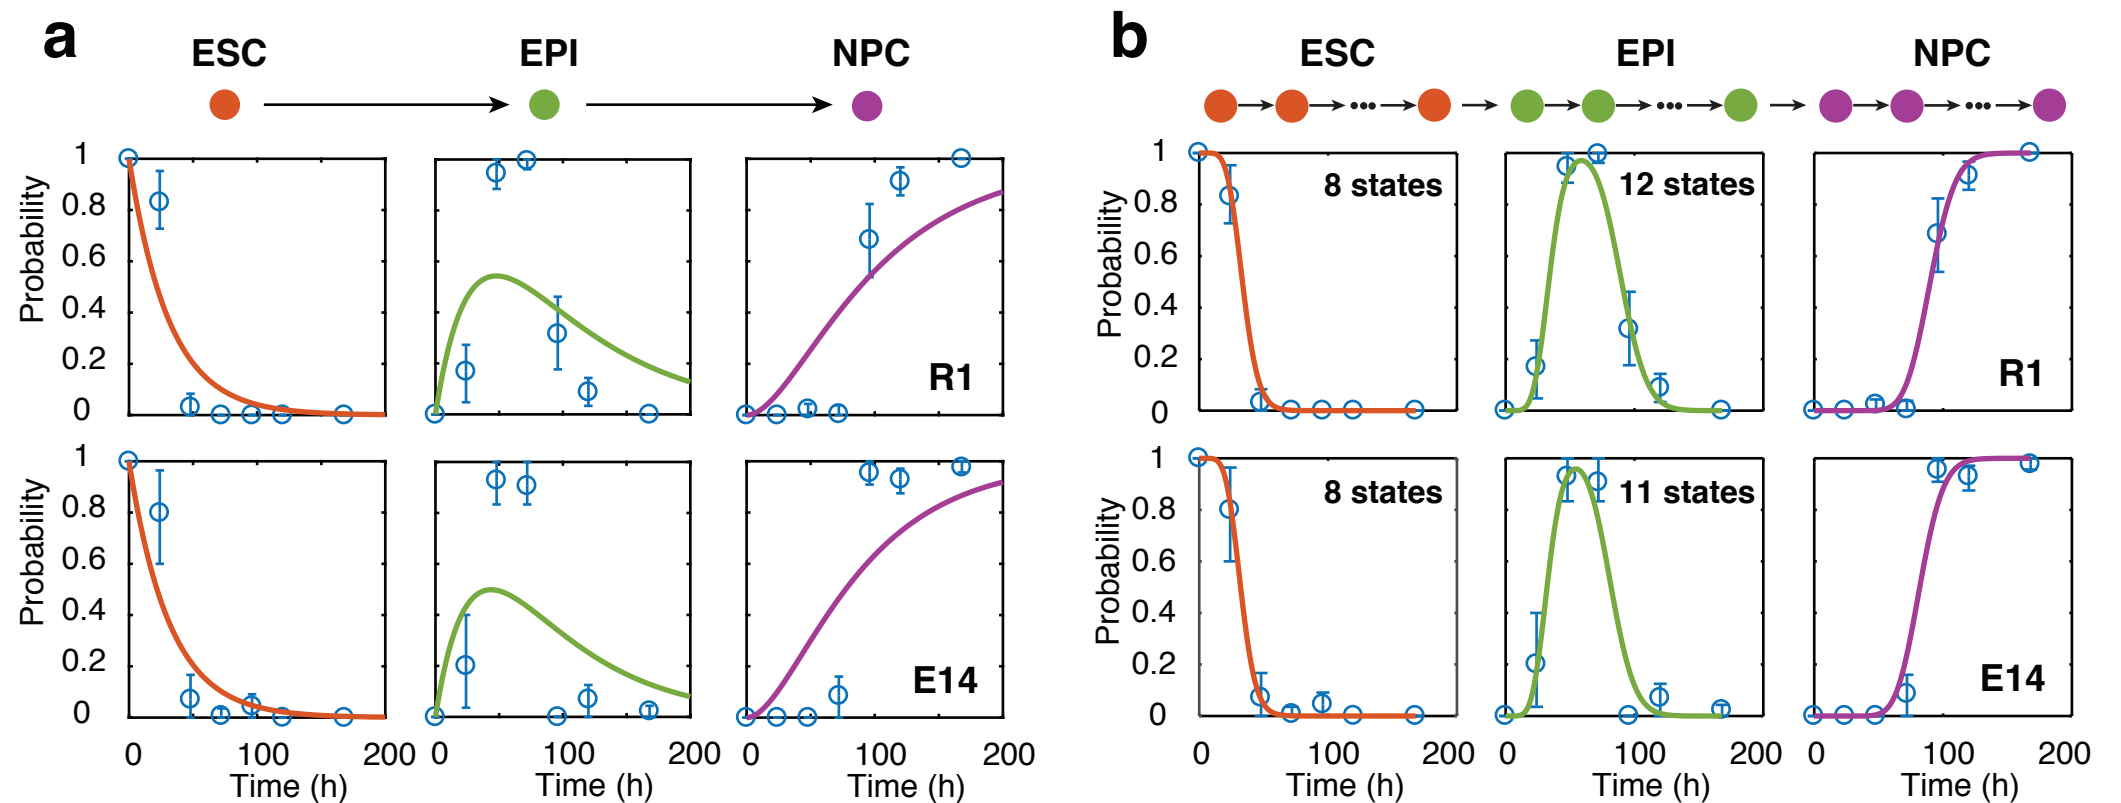 a
ESC
EPI
NPC
Probability
1
0.8
0.6
0.4
0.2
0
R1
Probability
1
0.8
0.6
0.4
0.2
0
E14
0 100 200
0 100 200
0 100 200
Time (h)
Time (h)
Time (h)
b
ESC
EPI
NPC
Probability
1
0.8
0.6
0.4
0.2
0
8 states
12 states
R1
Probability
1
0.8
0.6
0.4
0.2
0
8 states
11 states
E14
0 100 200
0 100 200
0 100 200
Time (h)
Time (h)
Time (h)